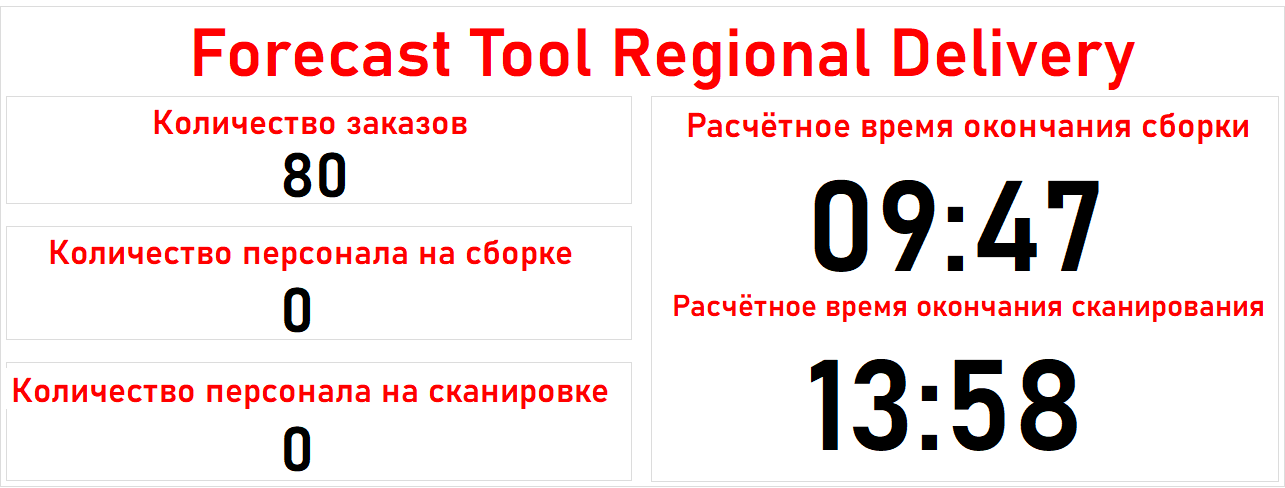 Forecast Tool Regional Delivery
Количество заказов
80
Количество персонала на сборке
0
Количество персонала на сканировке
0
Расчётное время окончания сборки
09:47
Расчётное время окончания сканирования
13:58